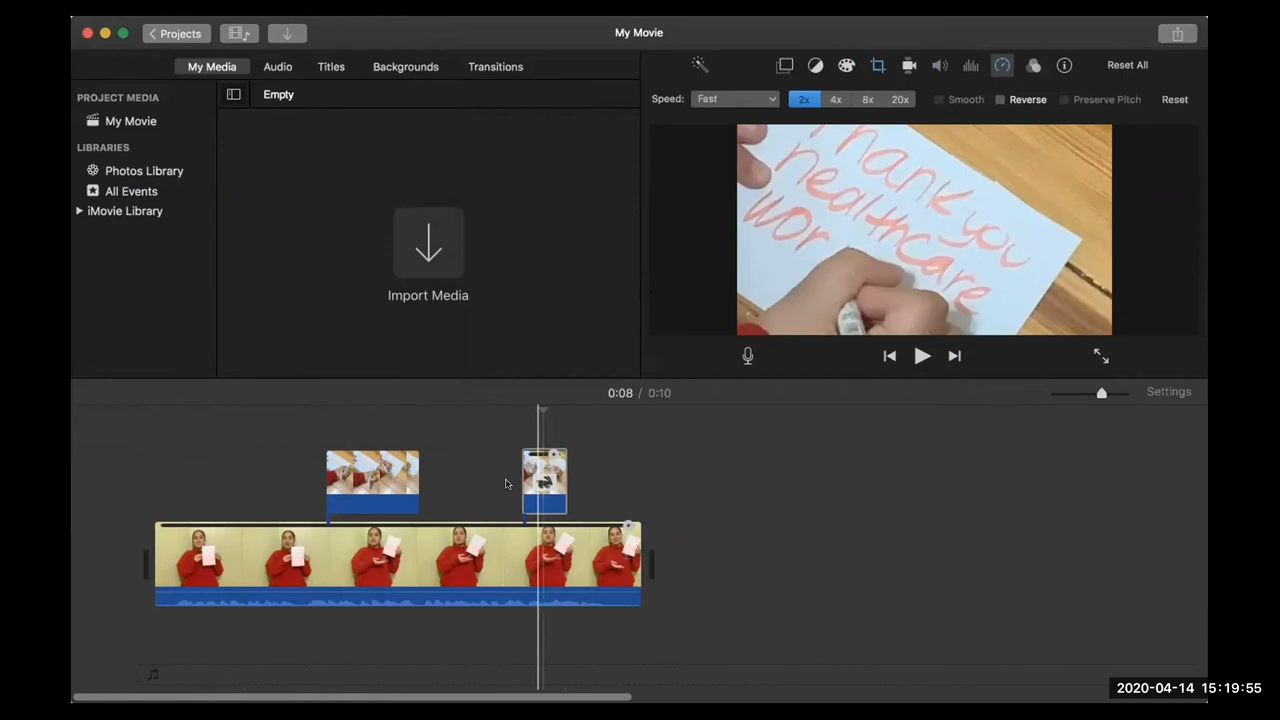 My Movie
Projects
My Media
Audio
Titles
Backgrounds
Transitions
Reset All
PROJECT MEDIA
My Movie
LIBRARIES
Photos Library
All Events
iMovie Library
Empty
Import Media
Speed:
Fast
2x
4x
8x
20x
Smooth
Reverse
Preserve Pitch
Reset
Thank you
healthcare
wor
0:08 / 0:10
Settings
2020-04-14 15:19:55